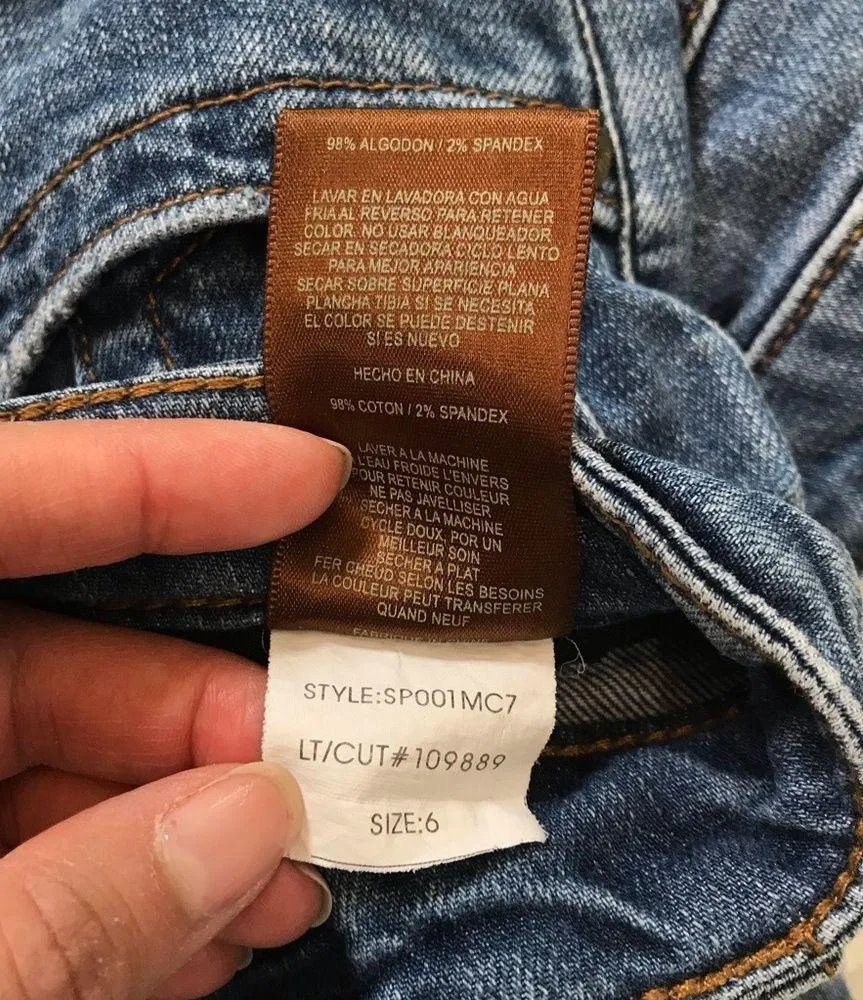 98% ALGODON / 2% SPANDEX
LAVAR EN LAVADORA CON AGUA
FRIA AL REVERSO PARA RETENER
COLOR. NO USAR BLANQUEADOR
SECAR EN SECADORA CICLO LENTO
PARA MEJOR APARIENCIA
SECAR SOBRE SUPERFICIE PLANA
PLANCHA TIBIA SI SE NECESITA
EL COLOR SE PUEDE DESTENIR
SI ES NUEVO
HECHO EN CHINA
98% COTON / 2% SPANDEX
LAVER A LA MACHINE
L'EAU FROIDE L'ENVERS
POUR RETENIR COULEUR
NE PAS JAVELLISER
SECHER A LA MACHINE
CYCLE DOUX, POR UN
MEILLEUR SOIN
SECHER A PLAT
FER CHEUD SELON LES BESOINS
LA COULEUR PEUT TRANSFERER
QUAND NEUF
STYLE:SP001MC7
LT/CUT#109889
SIZE:6